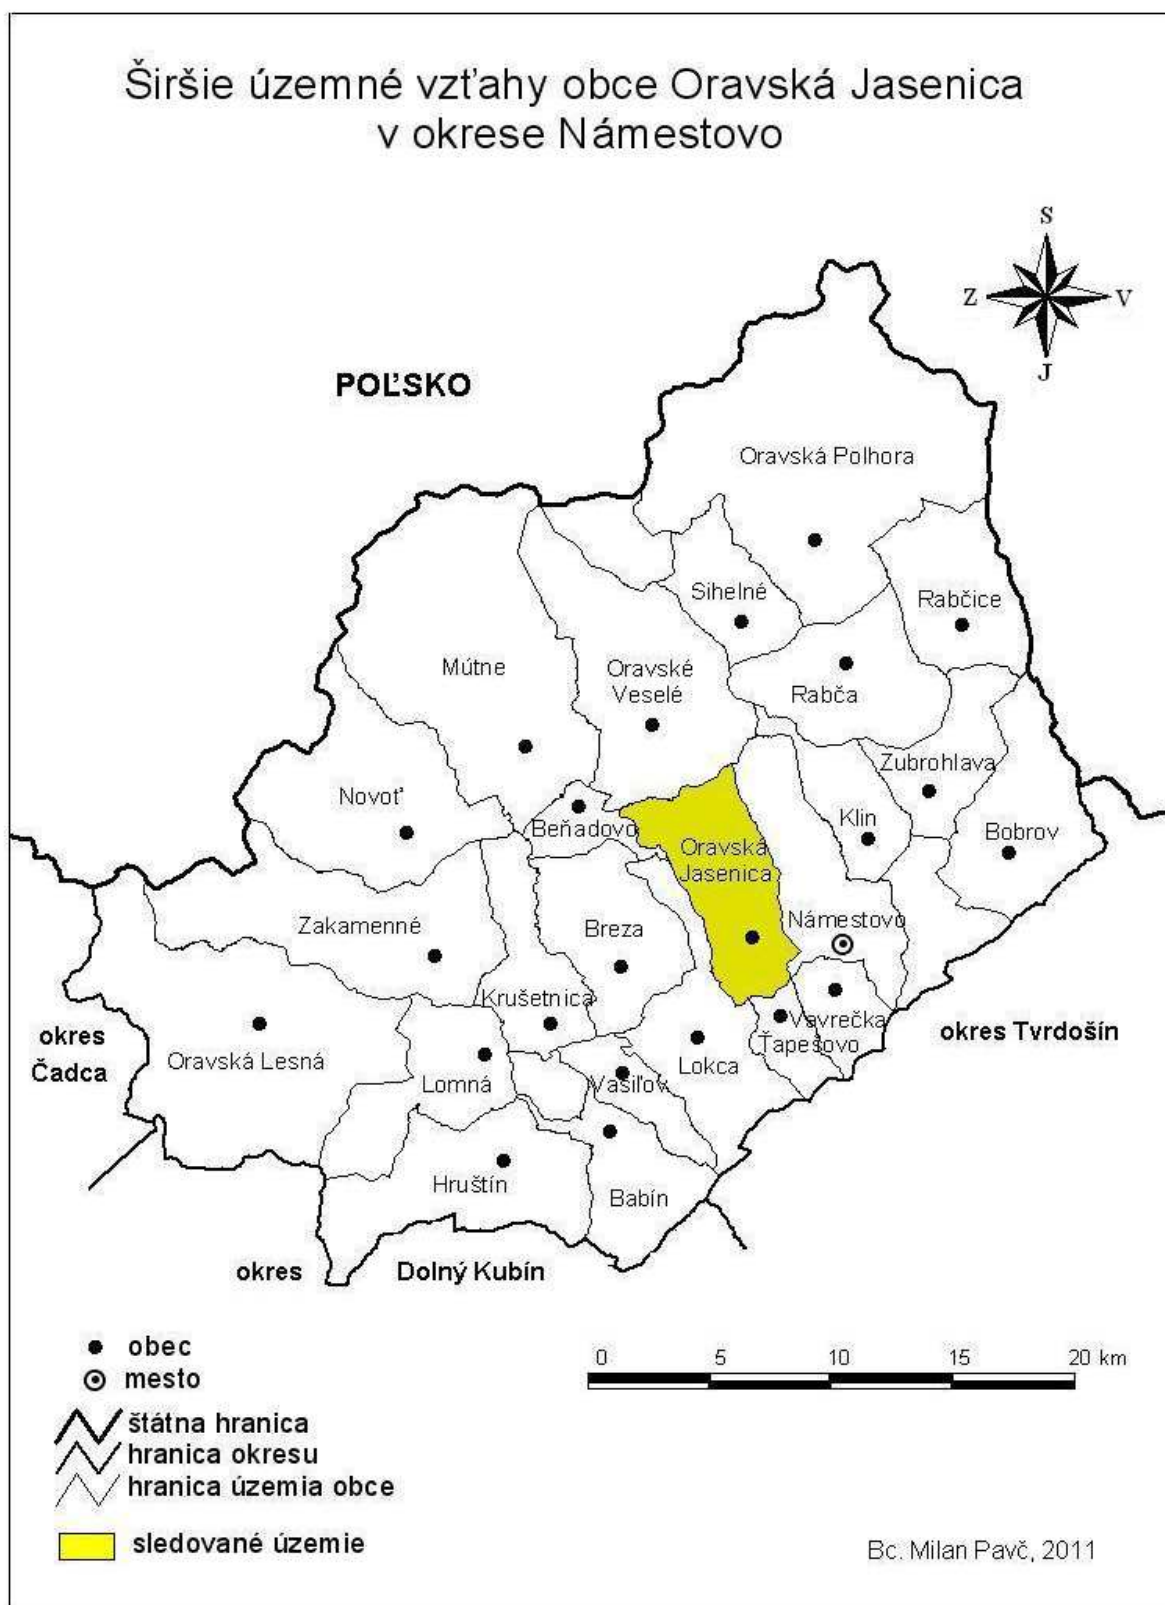 Širšie územné vzťahy obce Oravská Jasenica
v okrese Námestovo
S
Z V
J
POĽSKO
Oravská Polhora
Sihelné
Rabčice
Mútne
Oravské
Veselé
Rabča
Zubrohlava
Novoť
Beňadovo
Klin
Bobrov
Oravská
Jasenica
Zakamenné
Breza
Námestovo
Krušetnica
Vavrečka
okres Tvrdošín
okres
Čadca
Oravská Lesná
Ťapešovo
Lokca
Lomná
Vasiľov
Hruštín
Babín
okres Dolný Kubín
obec
mesto
0 5 10 15 20 km
štátna hranica
hranica okresu
hranica územia obce
sledované územie
Bc. Milan Pavč, 2011